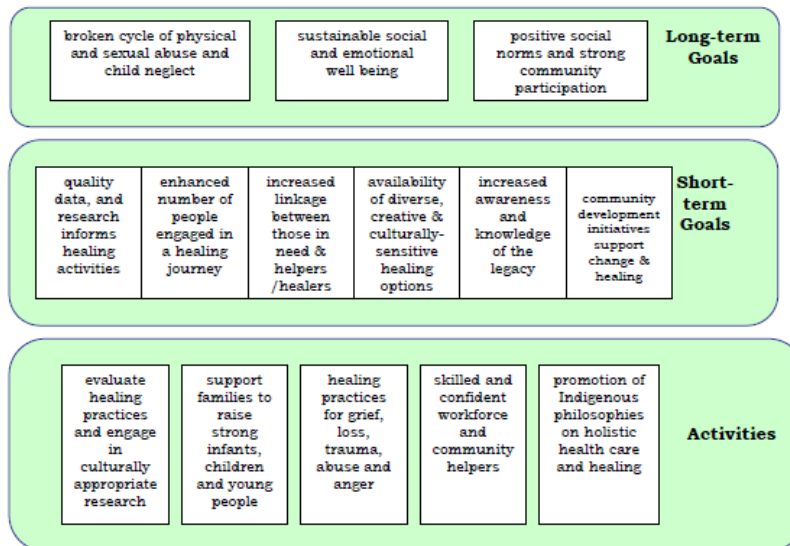 broken cycle of physical
and sexual abuse and
child neglect
sustainable social
and emotional
well being
positive social
norms and strong
community
participation
Long-term
Goals
quality
data, and
research
informs
healing
activities
enhanced
number of
people
engaged in
a healing
journey
increased
linkage
between
those in
need &
helpers
/healers
availability
of diverse,
creative &
culturally-
sensitive
healing
options
increased
awareness
and
knowledge
of the
legacy
community
development
initiatives
support
change &
healing
Short-
term
Goals
evaluate
healing
practices
and engage
in
culturally
appropriate
research
support
families to
raise
strong
infants,
children
and young
people
healing
practices
for grief,
loss,
trauma,
abuse and
anger
skilled and
confident
workforce
and
community
helpers
promotion of
Indigenous
philosophies
on holistic
health care
and healing
Activities